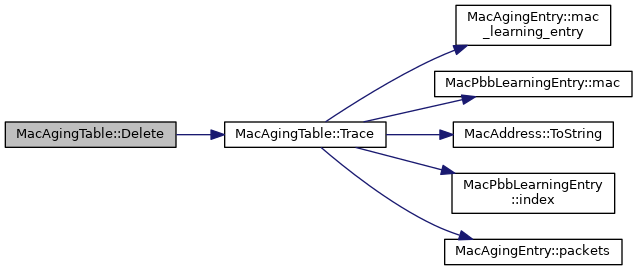 MacAgingEntry::mac
_learning_entry
MacPbbLearningEntry::mac
MacAgingTable::Delete
MacAgingTable::Trace
MacAddress::ToString
MacPbbLearningEntry
::index
MacAgingEntry::packets